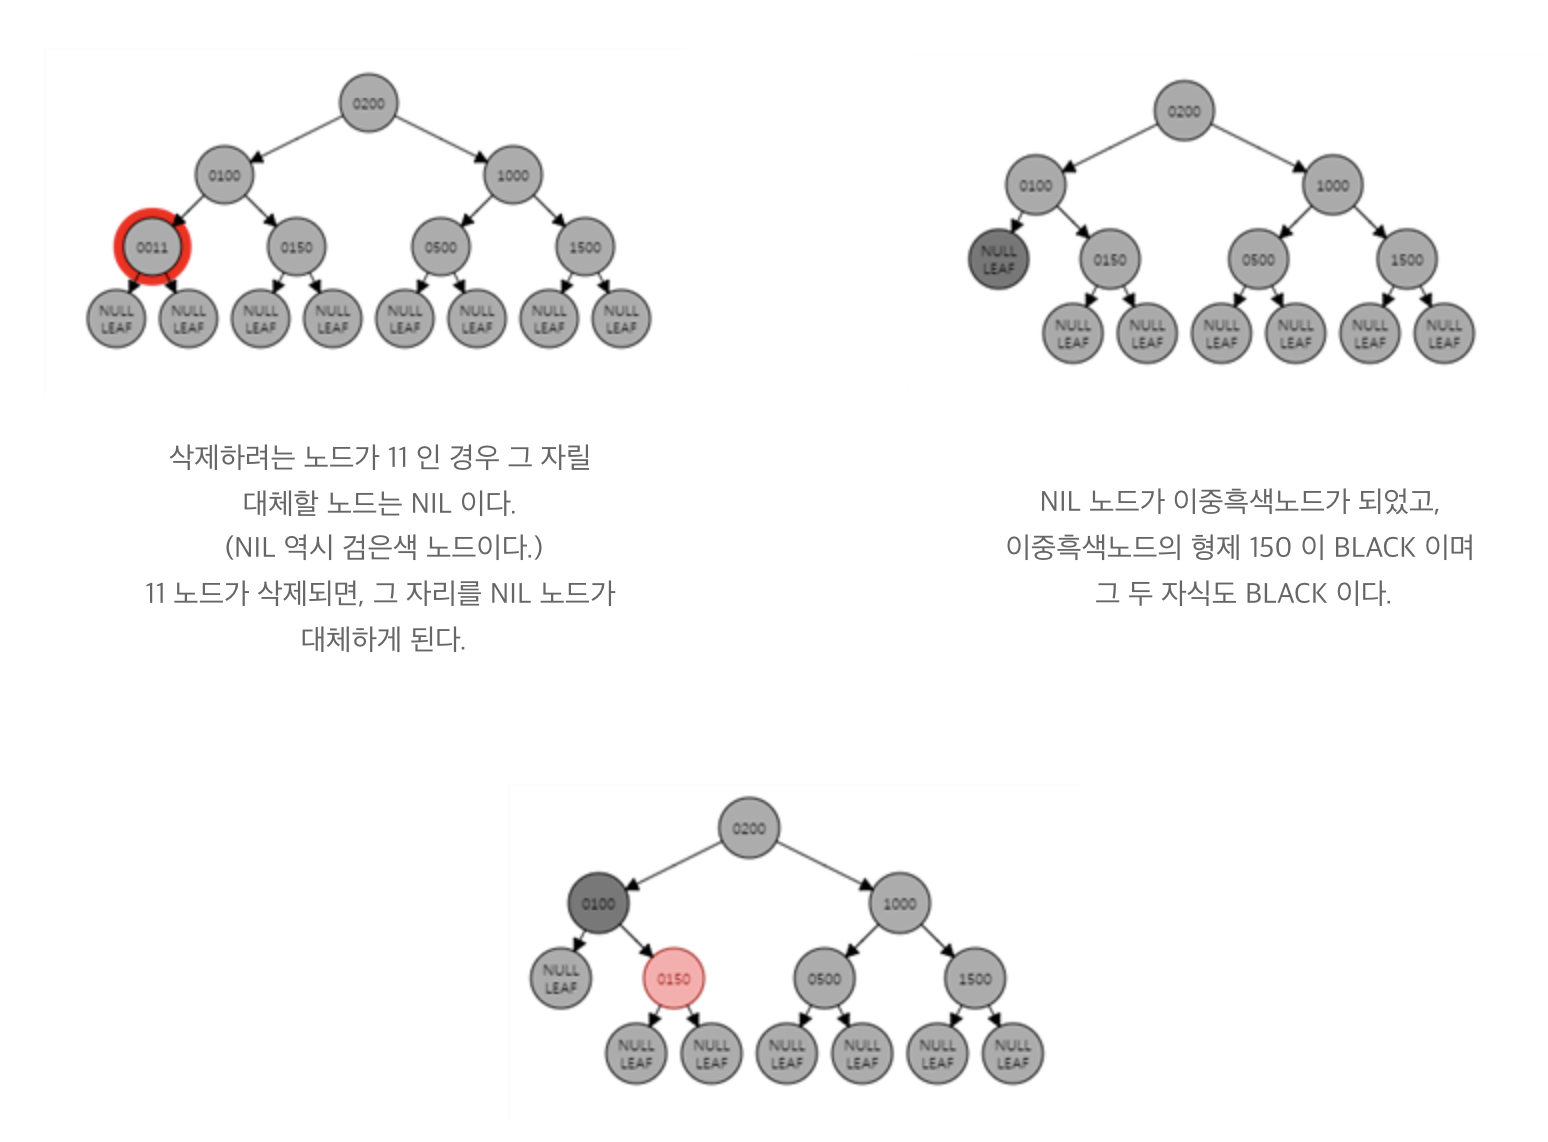 0200
0100 1000
0011 0150 0500 1500
NULL LEAF NULL LEAF NULL LEAF NULL LEAF NULL LEAF NULL LEAF NULL LEAF NULL LEAF
삭제하려는 노드가 11 인 경우 그 자릴
대체할 노드는 NIL 이다.
(NIL 역시 검은색 노드이다.)
11 노드가 삭제되면, 그 자리를 NIL 노드가
대체하게 된다.
0200
0100 1000
NULL LEAF 0150 0500 1500
NULL LEAF NULL LEAF NULL LEAF NULL LEAF NULL LEAF NULL LEAF
NIL 노드가 이중흑색노드가 되었고,
이중흑색노드의 형제 150 이 BLACK 이며
그 두 자식도 BLACK 이다.
0200
0100 1000
NULL LEAF 0150 0500 1500
NULL LEAF NULL LEAF NULL LEAF NULL LEAF NULL LEAF NULL LEAF